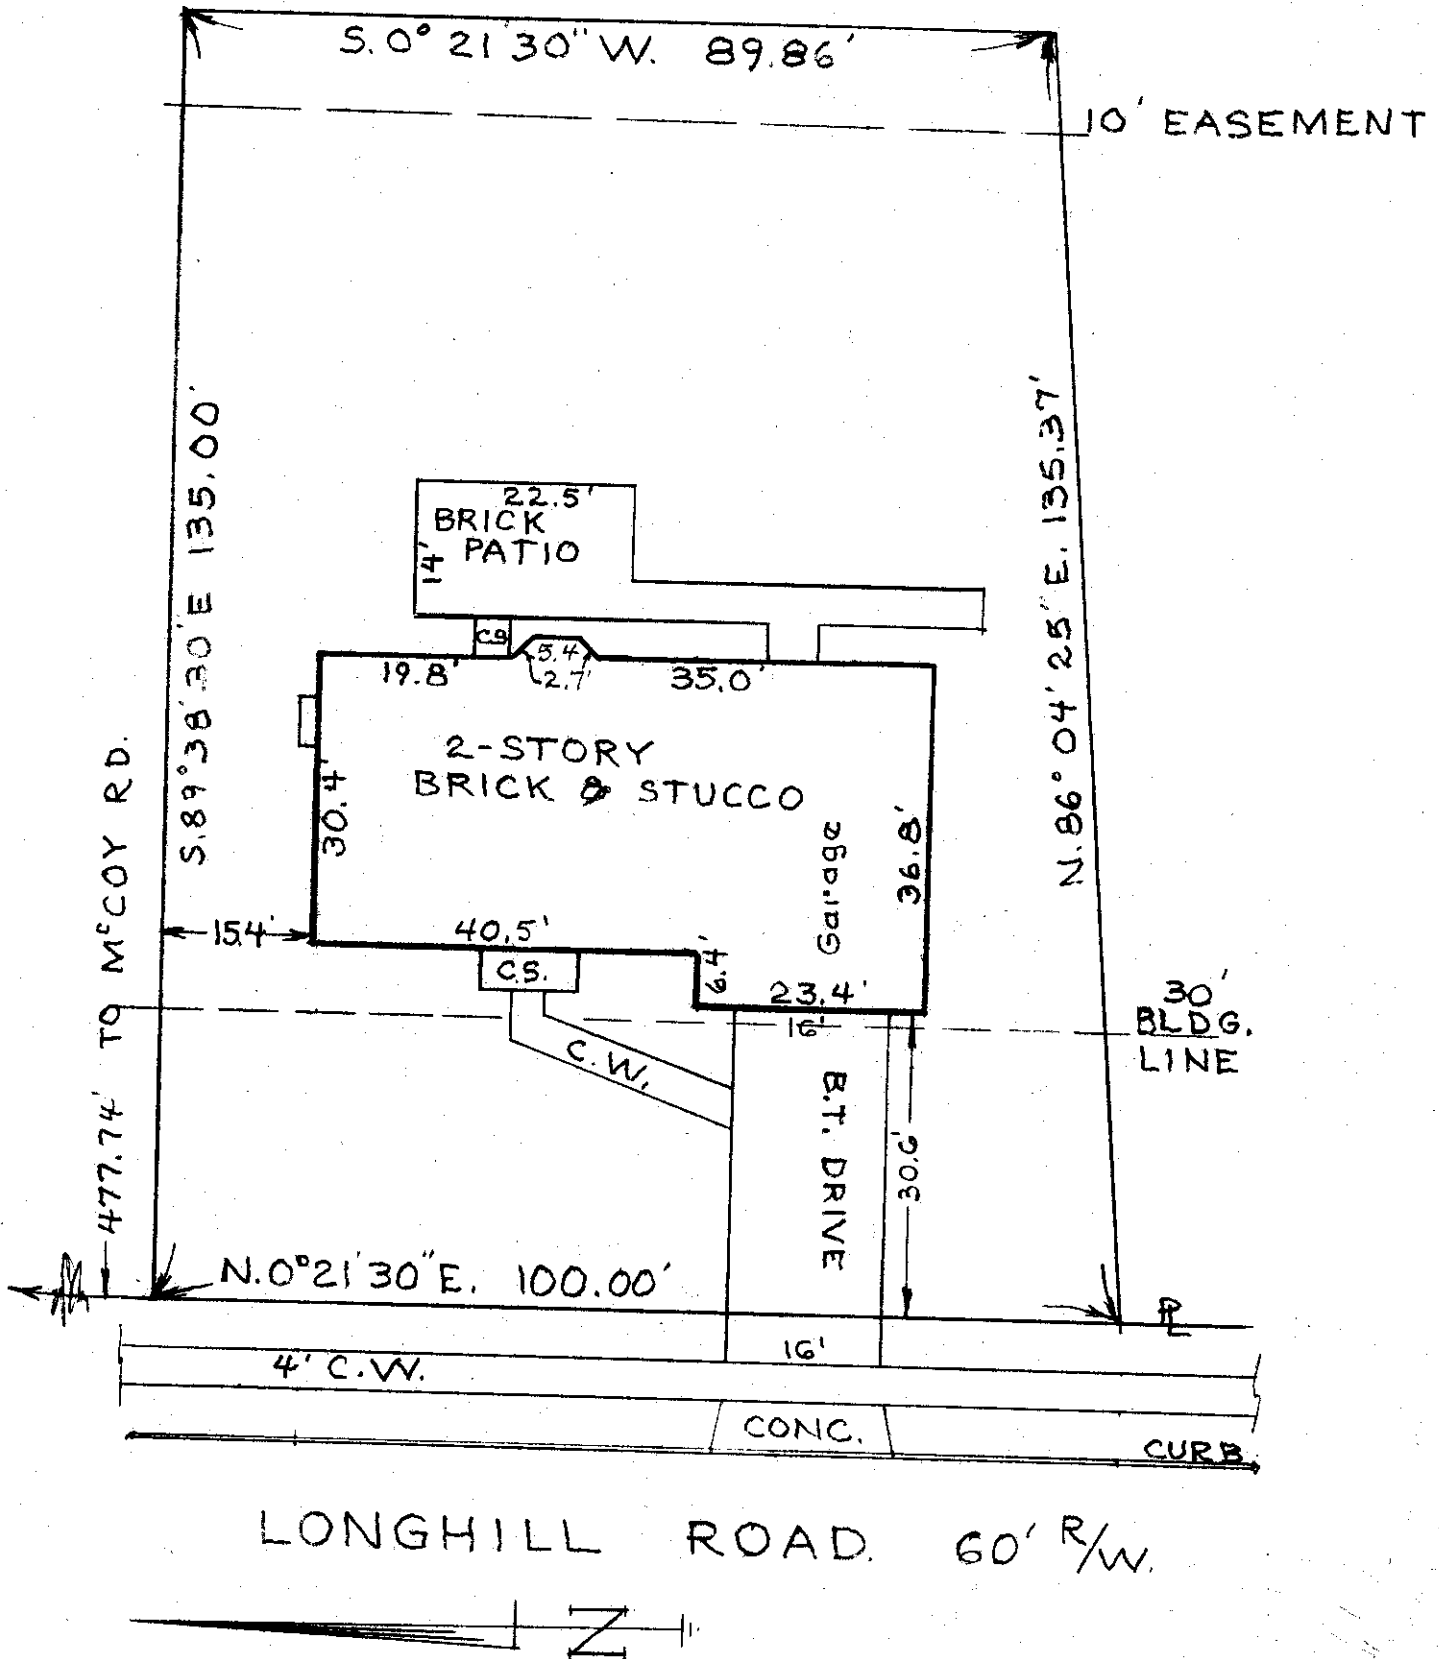 S. 0° 21' 30" W. 89.86'
10' EASEMENT
S. 89° 38' 30" E 135.00'
N. 86° 04' 25" E. 135.37'
22.5'
BRICK
PATIO
14'
C.S.
5.4
2.7'
19.8'
35.0'
2-STORY
BRICK & STUCCO
30.4'
Garage
36.8'
15.4'
40.5'
6.4'
C.S.
23.4'
16'
30'
BLDG.
LINE
C.W.
B.T. DRIVE
30.6'
477.74' TO McCOY RD.
N. 0° 21' 30" E. 100.00'
PL
16'
4' C.W.
CONC.
CURB
LONGHILL ROAD. 60' R/W.
N